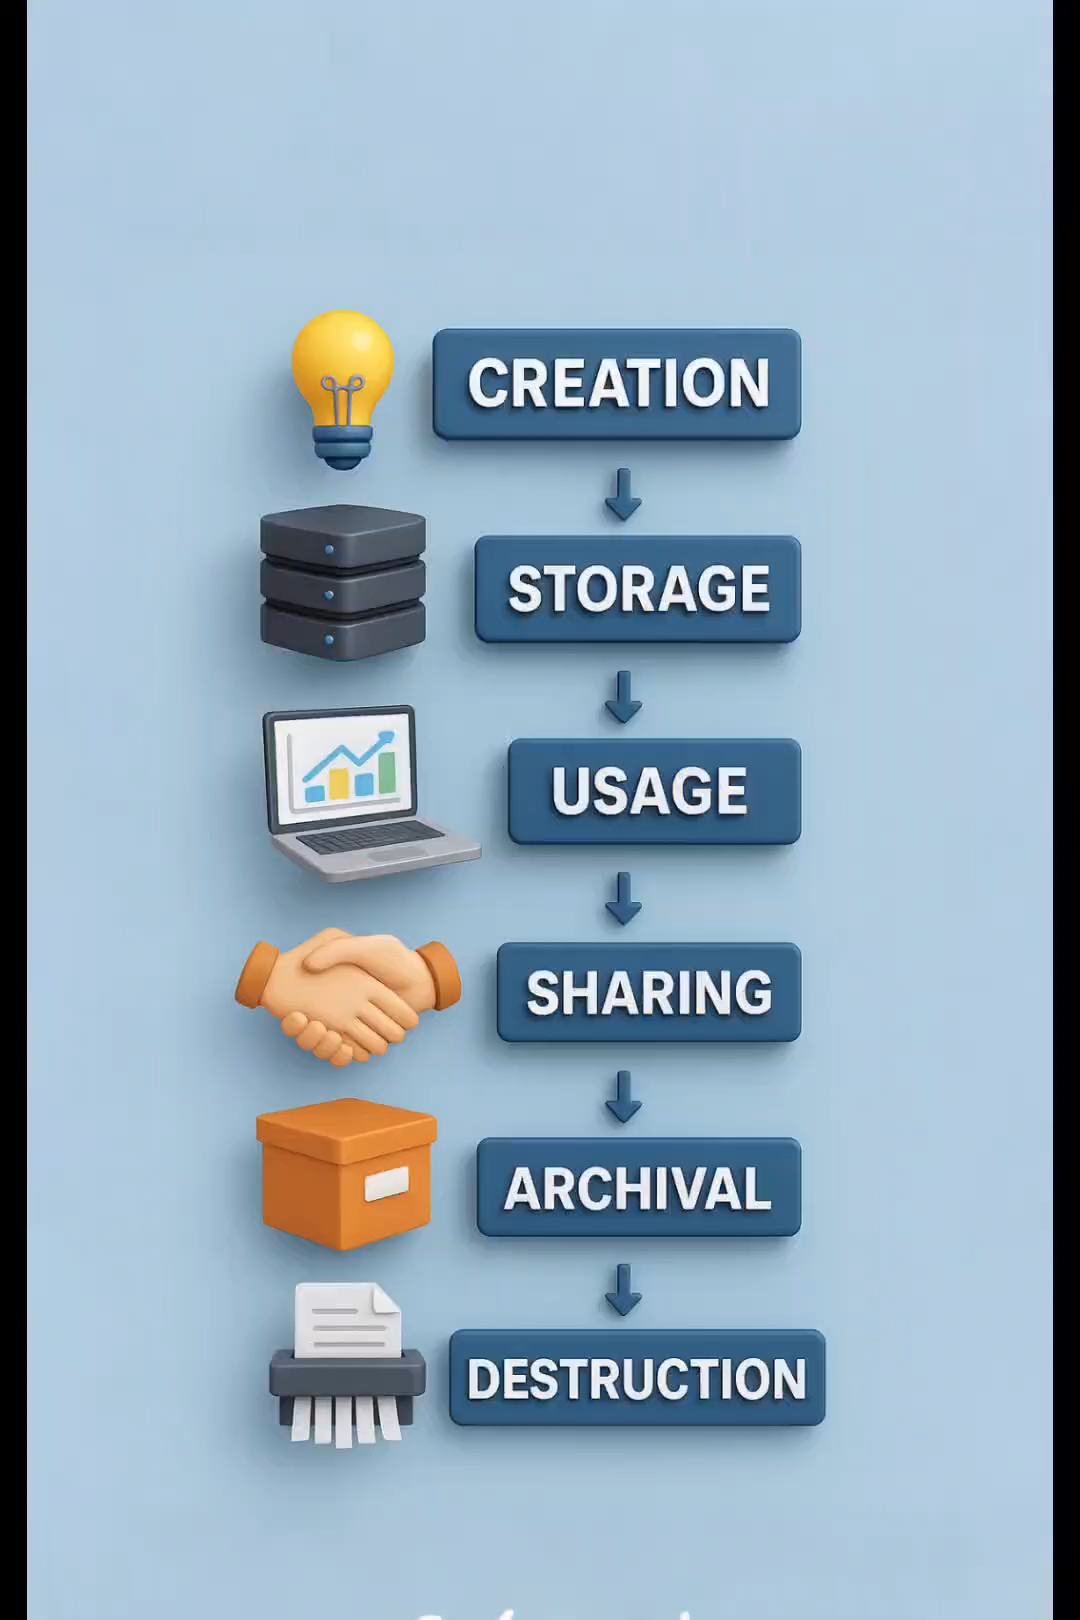 CREATION
STORAGE
USAGE
SHARING
ARCHIVAL
DESTRUCTION